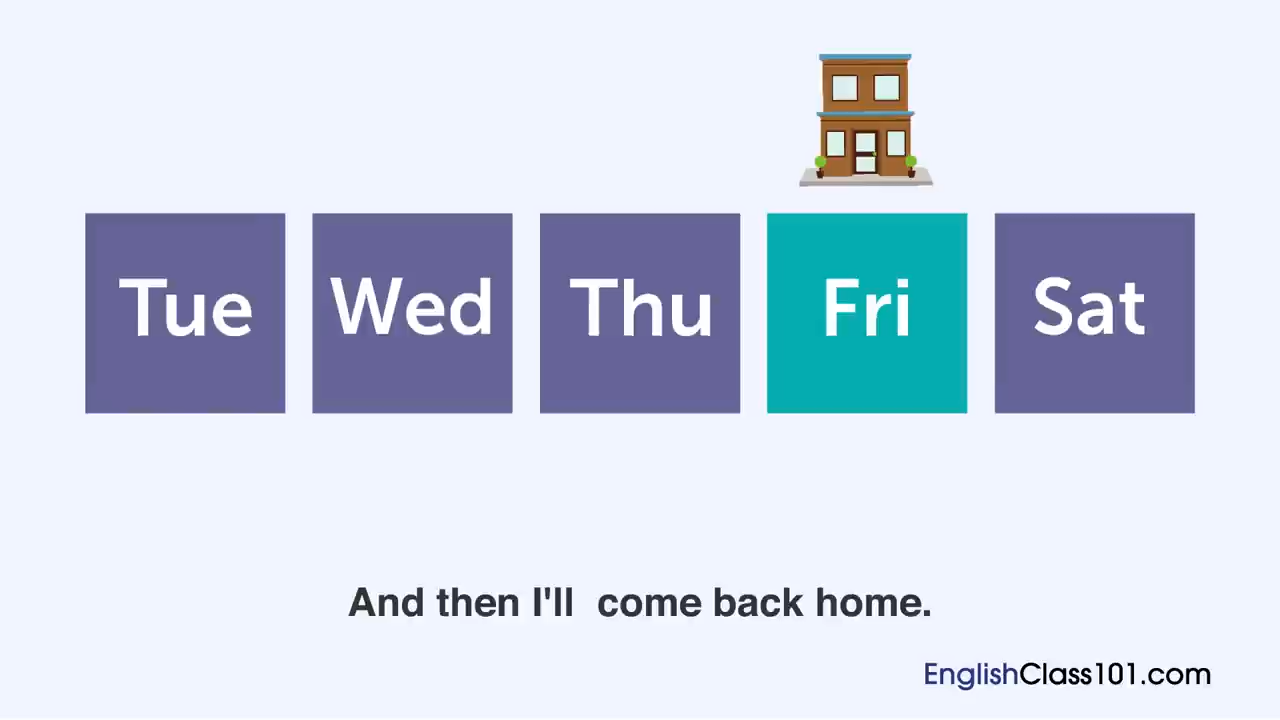 Tue Wed Thu Fri Sat
And then I'll  come back home.
EnglishClass101.com